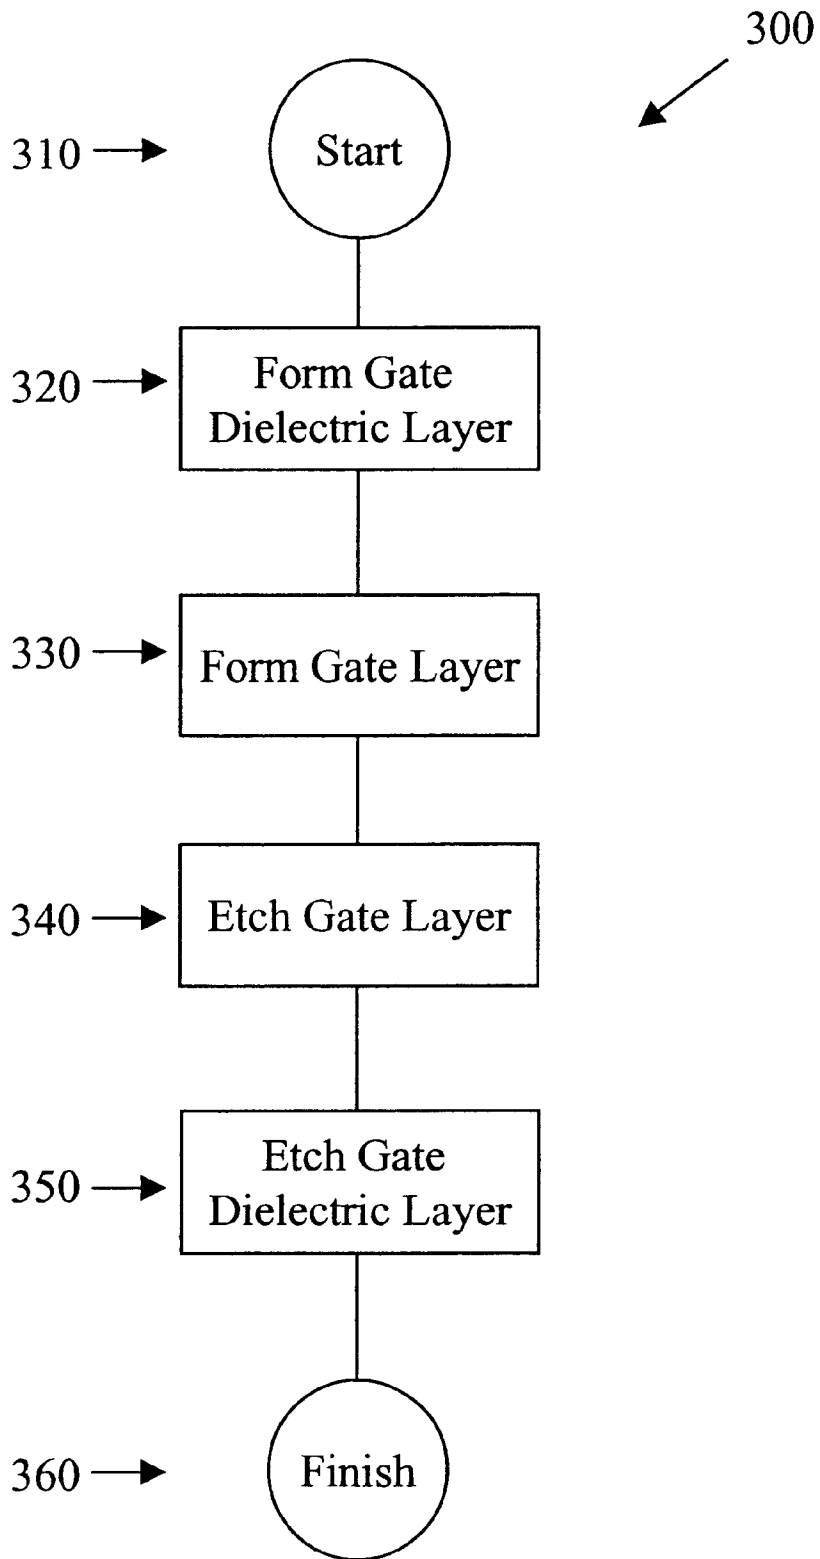 300
310
Start
320
Form Gate
Dielectric Layer
330
Form Gate Layer
340
Etch Gate Layer
350
Etch Gate
Dielectric Layer
360
Finish